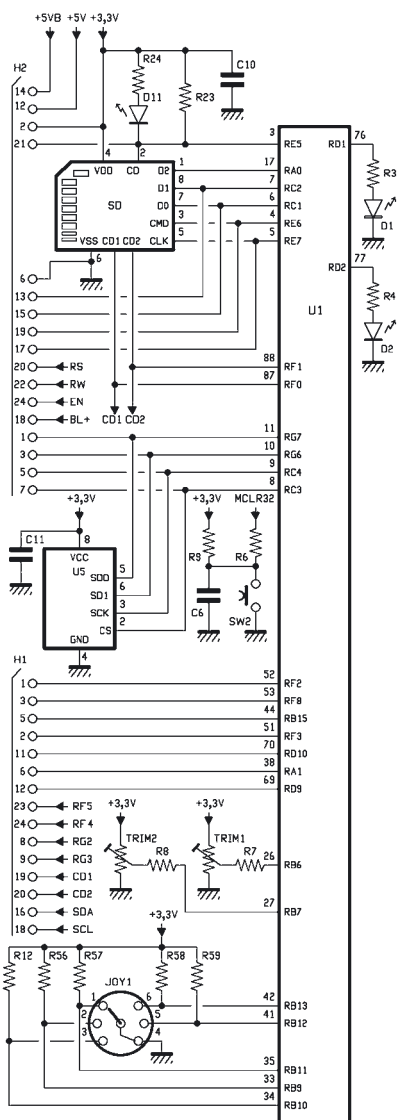 +5VB +5V +3,3V
H2
R24
C10
14
D11
R23
12
2
21
3 RE5
RD1 76
4 2
VDD CD D2 1
17 RA0
D1 8
7 RC2
R3
SD D0 7
6 RC1
CMD 3
4 RE6
D1
CLK 5
5 RE7
VSS CD1 CD2
6
RD2 77
6
13
R4
15
U1
19
17
D2
20 RS
88 RF1
22 RW
87 RF0
24 EN
18 BL+ CD1 CD2
1
11 RG7
3
10 RG6
5
9 RC4
7
8 RC3
+3,3V +3,3V MCLR32
C11 8
R9 R6
VCC
U5 SDO 5
SDI 6
SCK 3
C6
CS 2
SW2
GND
4
H1
1
52 RF2
3
53 RF8
5
44 RB15
2
51 RF3
11
70 RD10
6
38 RA1
12
69 RD9
23 RF5
+3,3V +3,3V
24 RF4
8 RG2
TRIM2 TRIM1
9 RG3
R8 R7
26 RB6
19 CD1
20 CD2
16 SDA
27 RB7
18 SCL
+3,3V
R12 R56 R57 R58 R59
JOY1
1 6
42 RB13
2 5
41 RB12
3 4
35 RB11
33 RB9
34 RB10